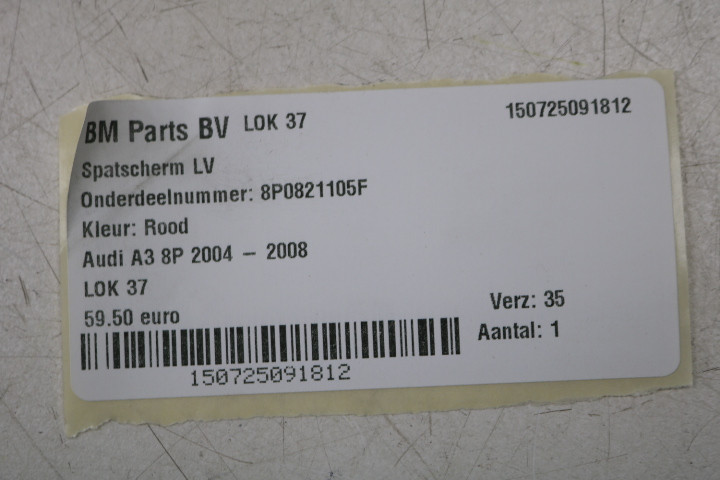 BM Parts BV LOK 37 150725091812
Spatscherm LV
Onderdeelnummer: 8P0821105F
Kleur: Rood
Audi A3 8P 2004 – 2008
LOK 37
Verz: 35
59.50 euro
Aantal: 1
150725091812